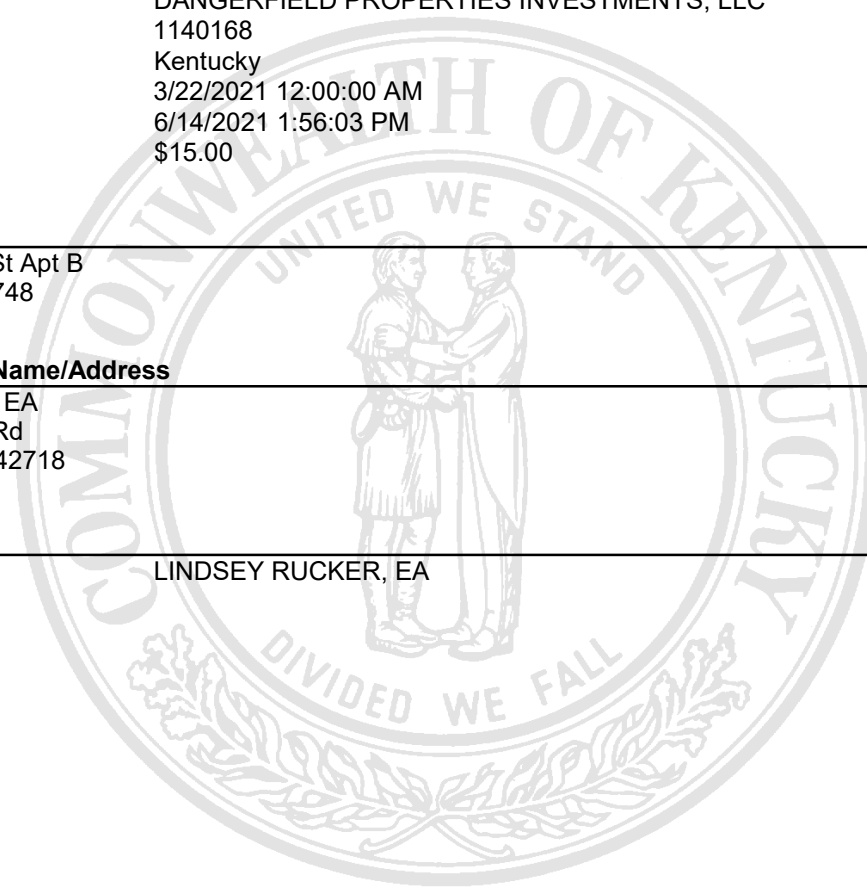 DANGERFIELD PROPERTIES INVESTMENTS, LLC
1140168
Kentucky
3/22/2021 12:00:00 AM
6/14/2021 1:56:03 PM
$15.00
St Apt B
748
Name/Address
EA
Rd
42718
LINDSEY RUCKER, EA
COMMONWEALTH OF KENTUCKY
UNITED WE STAND
DIVIDED WE FALL